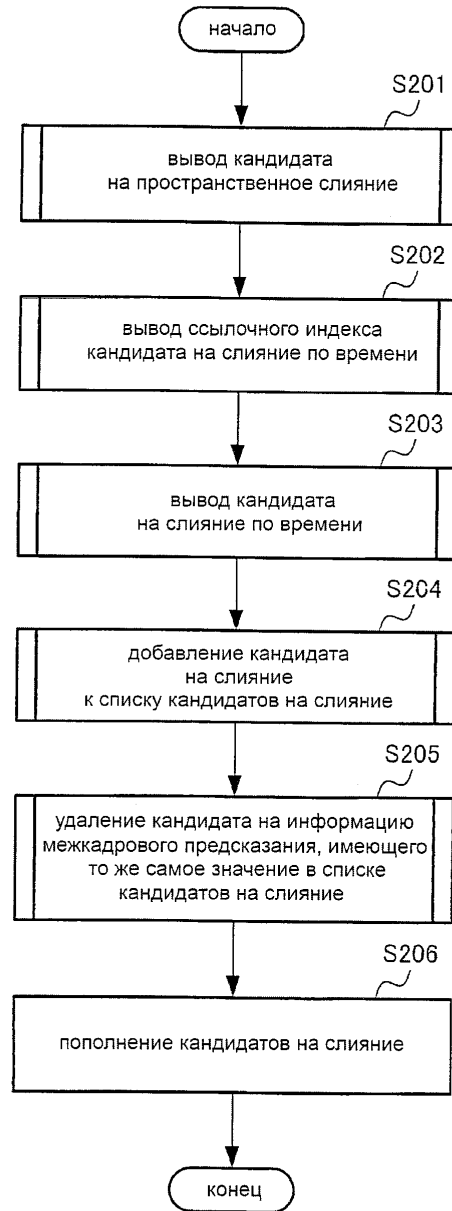 начало
S201
вывод кандидата
на пространственное слияние
S202
вывод ссылочного индекса
кандидата на слияние по времени
S203
вывод кандидата
на слияние по времени
S204
добавление кандидата
на слияние
к списку кандидатов на слияние
S205
удаление кандидата на информацию
межкадрового предсказания, имеющего
то же самое значение в списке
кандидатов на слияние
S206
пополнение кандидатов на слияние
конец